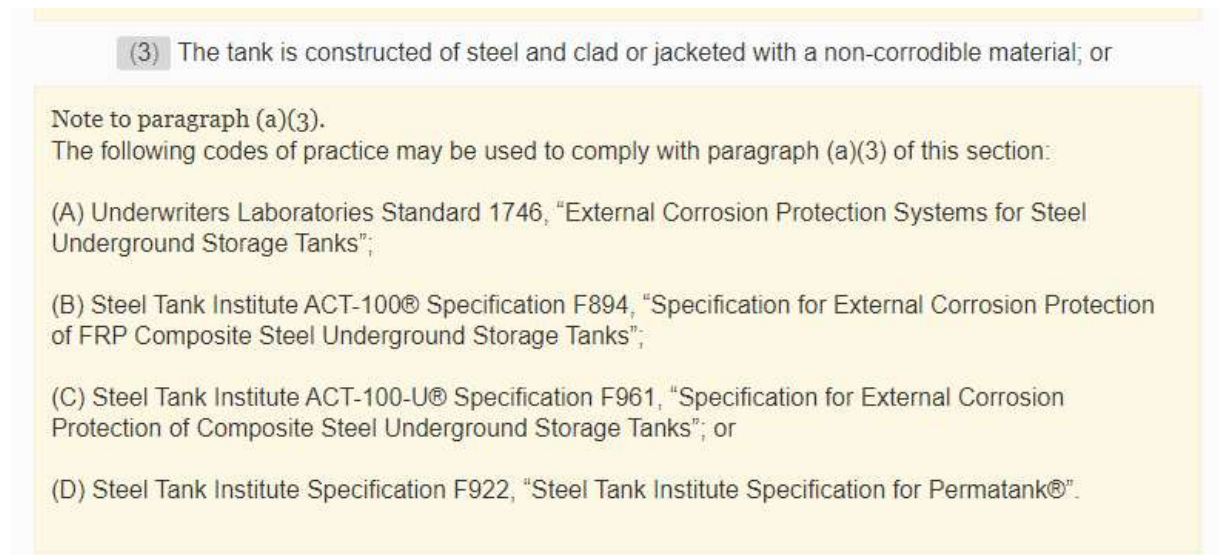 (3) The tank is constructed of steel and clad or jacketed with a non-corrodible material; or
Note to paragraph (a)(3).
The following codes of practice may be used to comply with paragraph (a)(3) of this section:
(A) Underwriters Laboratories Standard 1746, “External Corrosion Protection Systems for Steel
Underground Storage Tanks”;
(B) Steel Tank Institute ACT-100® Specification F894, “Specification for External Corrosion Protection
of FRP Composite Steel Underground Storage Tanks”;
(C) Steel Tank Institute ACT-100-U® Specification F961, “Specification for External Corrosion
Protection of Composite Steel Underground Storage Tanks”; or
(D) Steel Tank Institute Specification F922, “Steel Tank Institute Specification for Permatank®”.